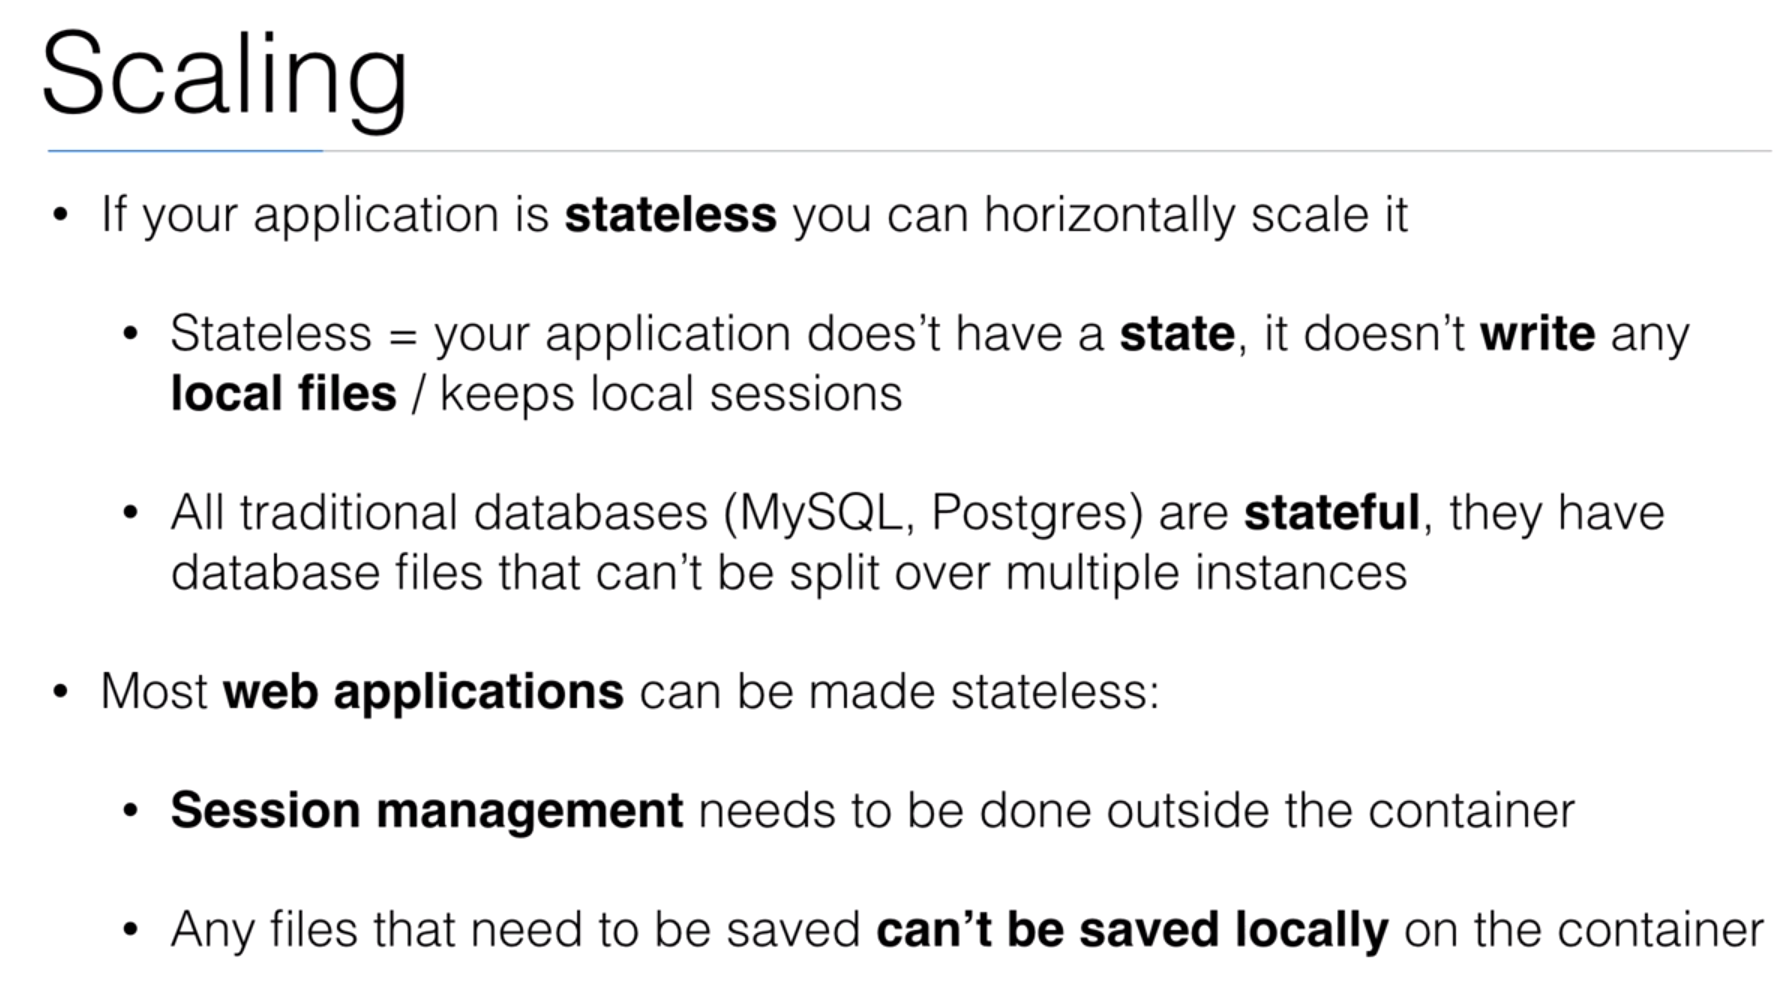 Scaling
• If your application is stateless you can horizontally scale it
• Stateless = your application does't have a state, it doesn't write any
local files / keeps local sessions
• All traditional databases (MySQL, Postgres) are stateful, they have
database files that can't be split over multiple instances
• Most web applications can be made stateless:
• Session management needs to be done outside the container
• Any files that need to be saved can't be saved locally on the container